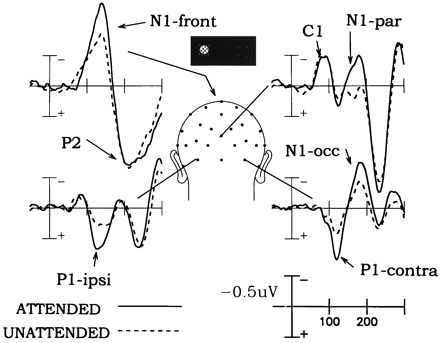 N1-front
C1
N1-par
−
+
−
+
P2
N1-occ
−
+
−
+
P1-ipsi
P1-contra
ATTENDED
UNATTENDED
−0.5uV
−
+
100 200